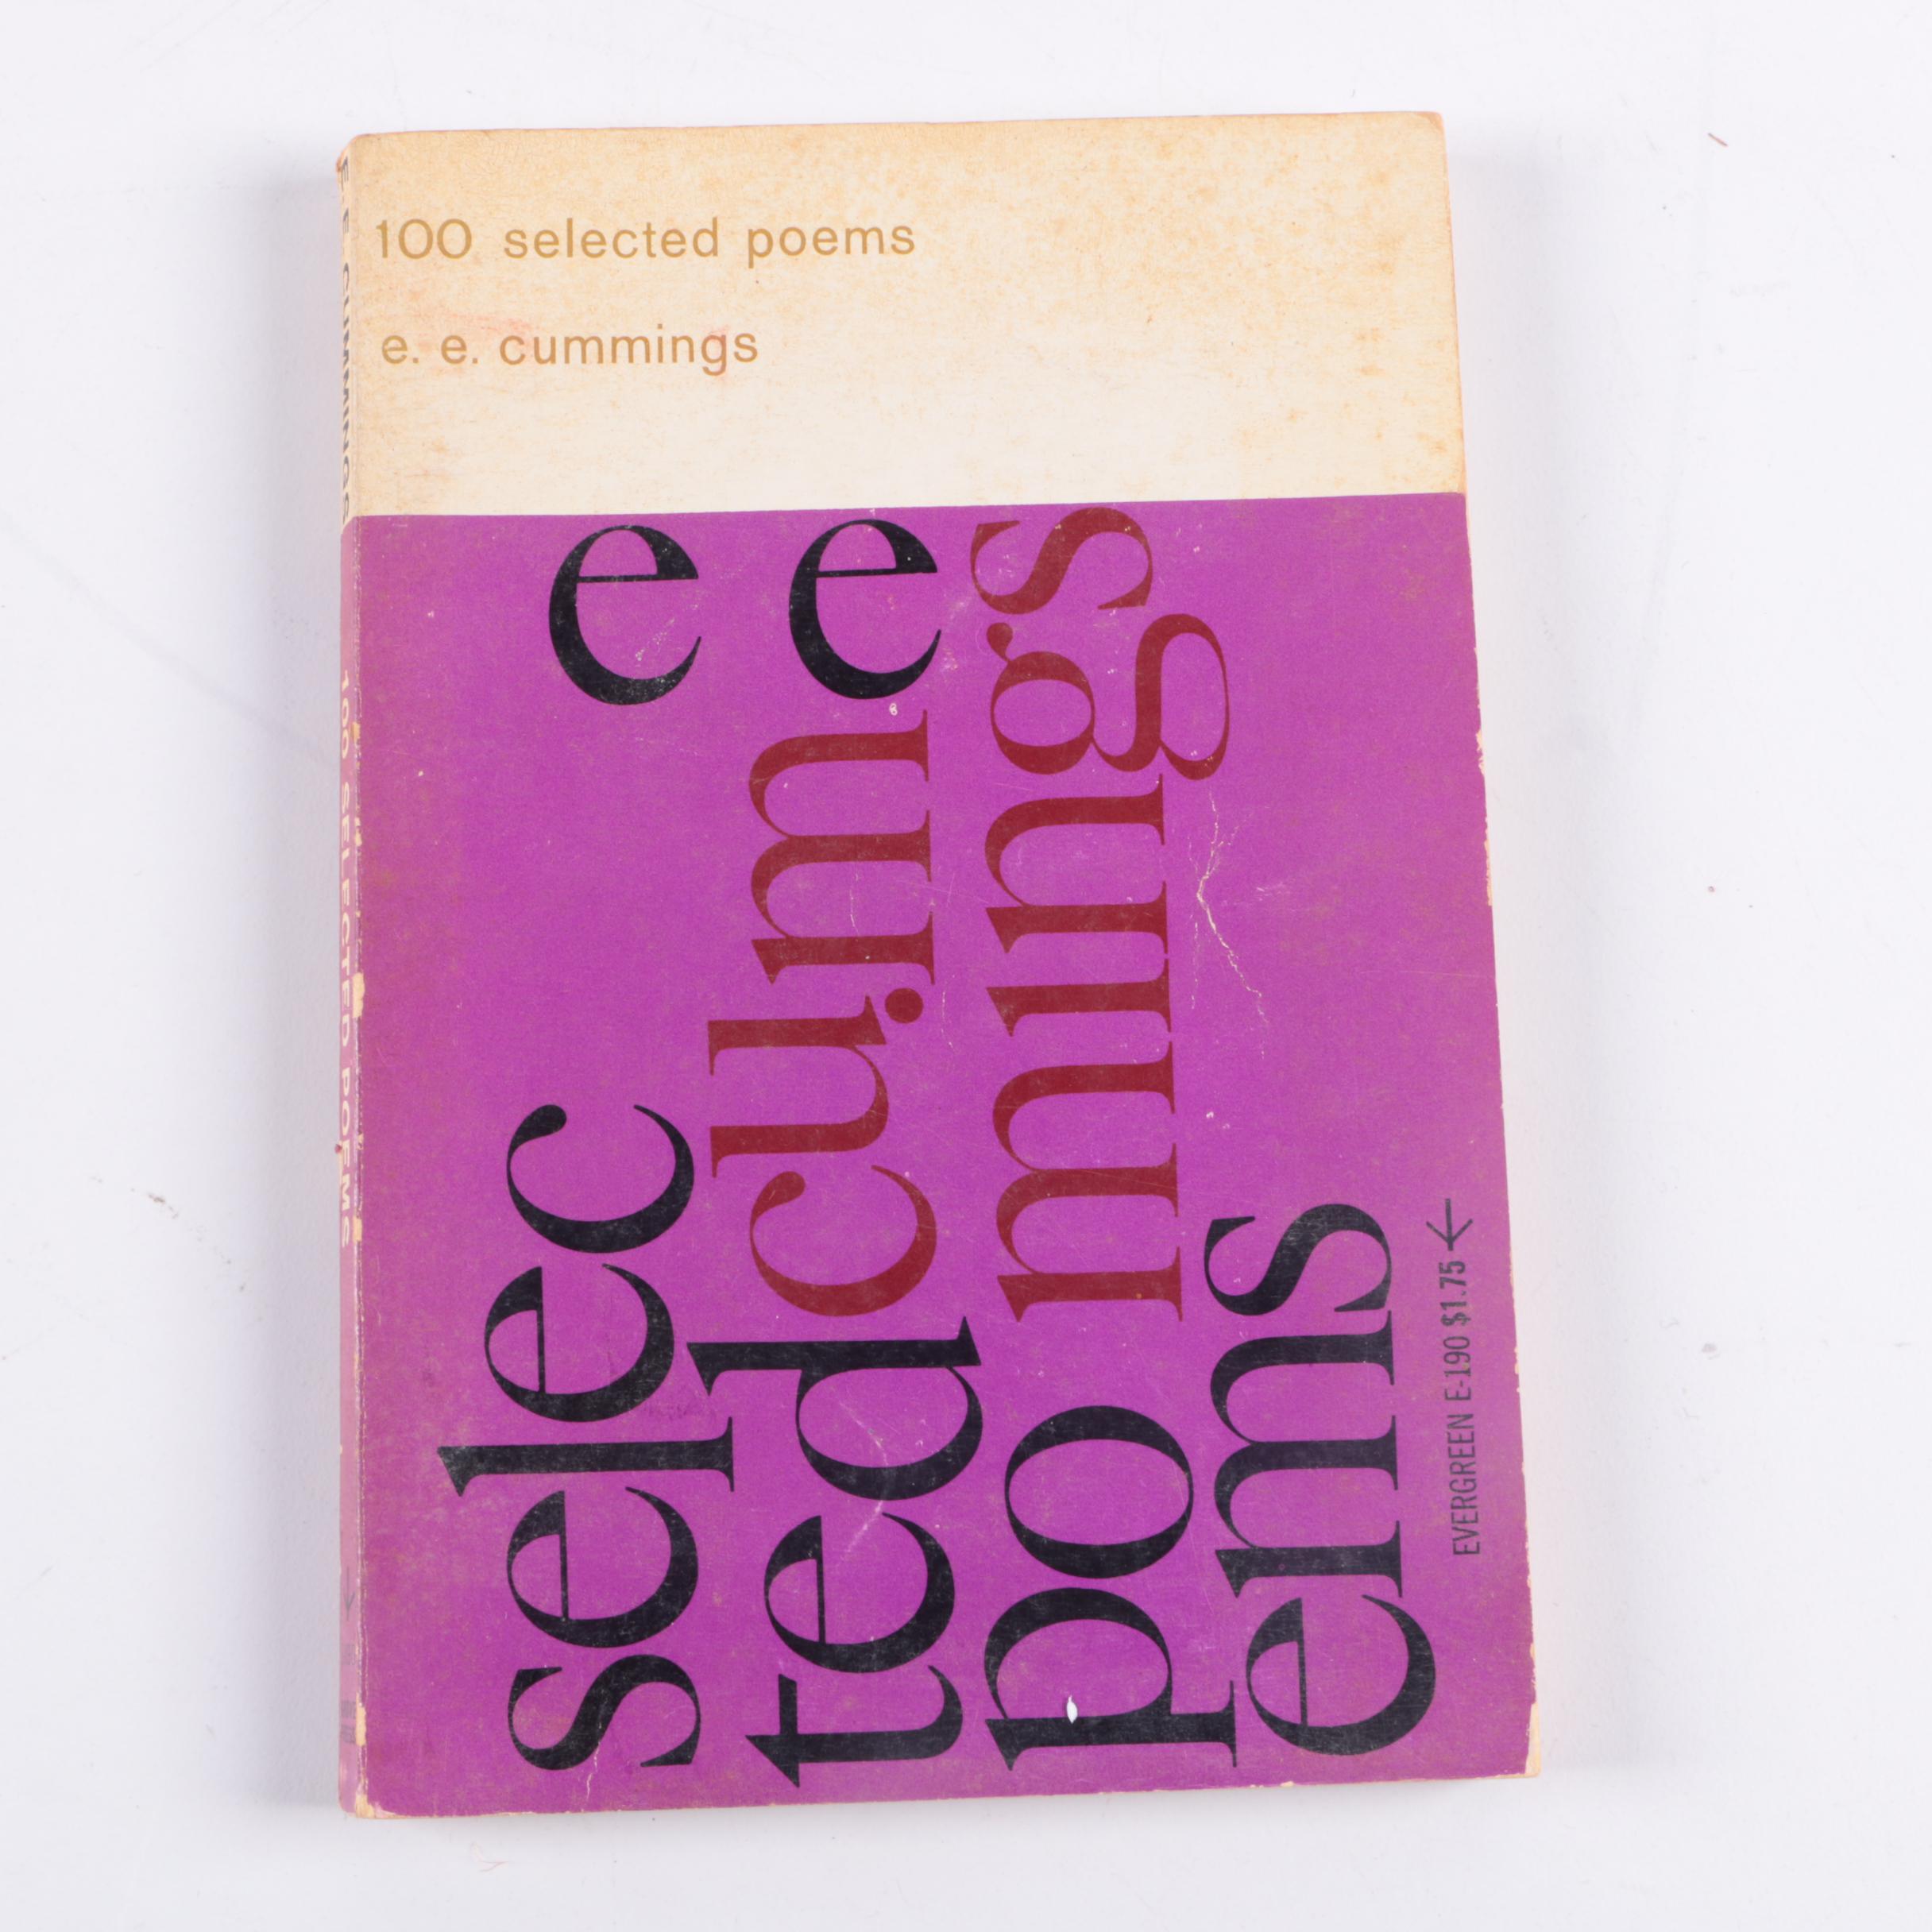 100 selected poems
e. e. cummings
selec e
ted cum e
po mings
ems
EVERGREEN E-190 $1.75
E. E. CUMMINGS 100 SELECTED POEMS